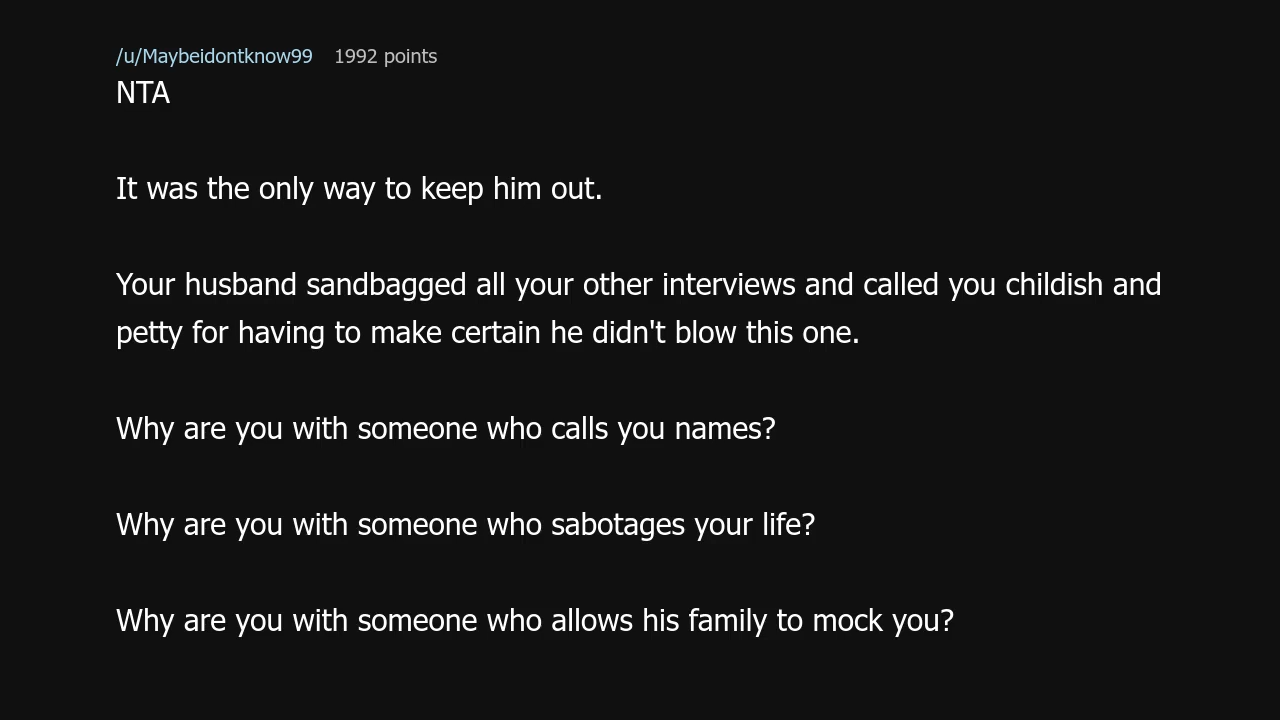 /u/Maybeidontknow99 1992 points
NTA
It was the only way to keep him out.
Your husband sandbagged all your other interviews and called you childish and
petty for having to make certain he didn't blow this one.
Why are you with someone who calls you names?
Why are you with someone who sabotages your life?
Why are you with someone who allows his family to mock you?